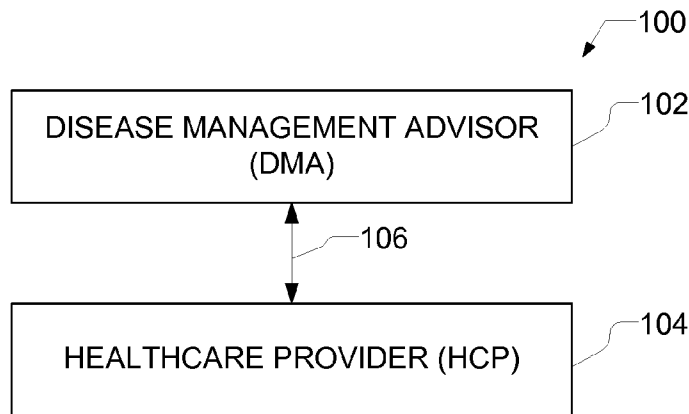 100
102
DISEASE MANAGEMENT ADVISOR
(DMA)
106
104
HEALTHCARE PROVIDER (HCP)